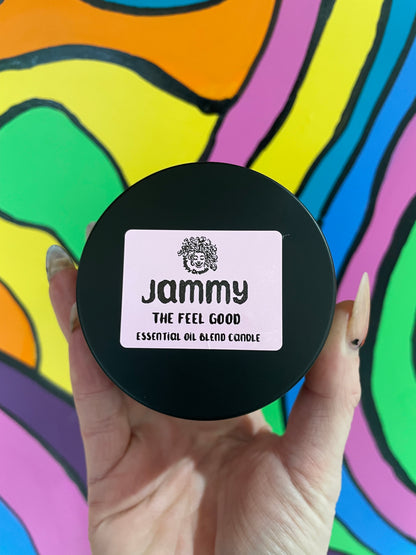 Jammy
THE FEEL GOOD
ESSENTIAL OIL BLEND CANDLE